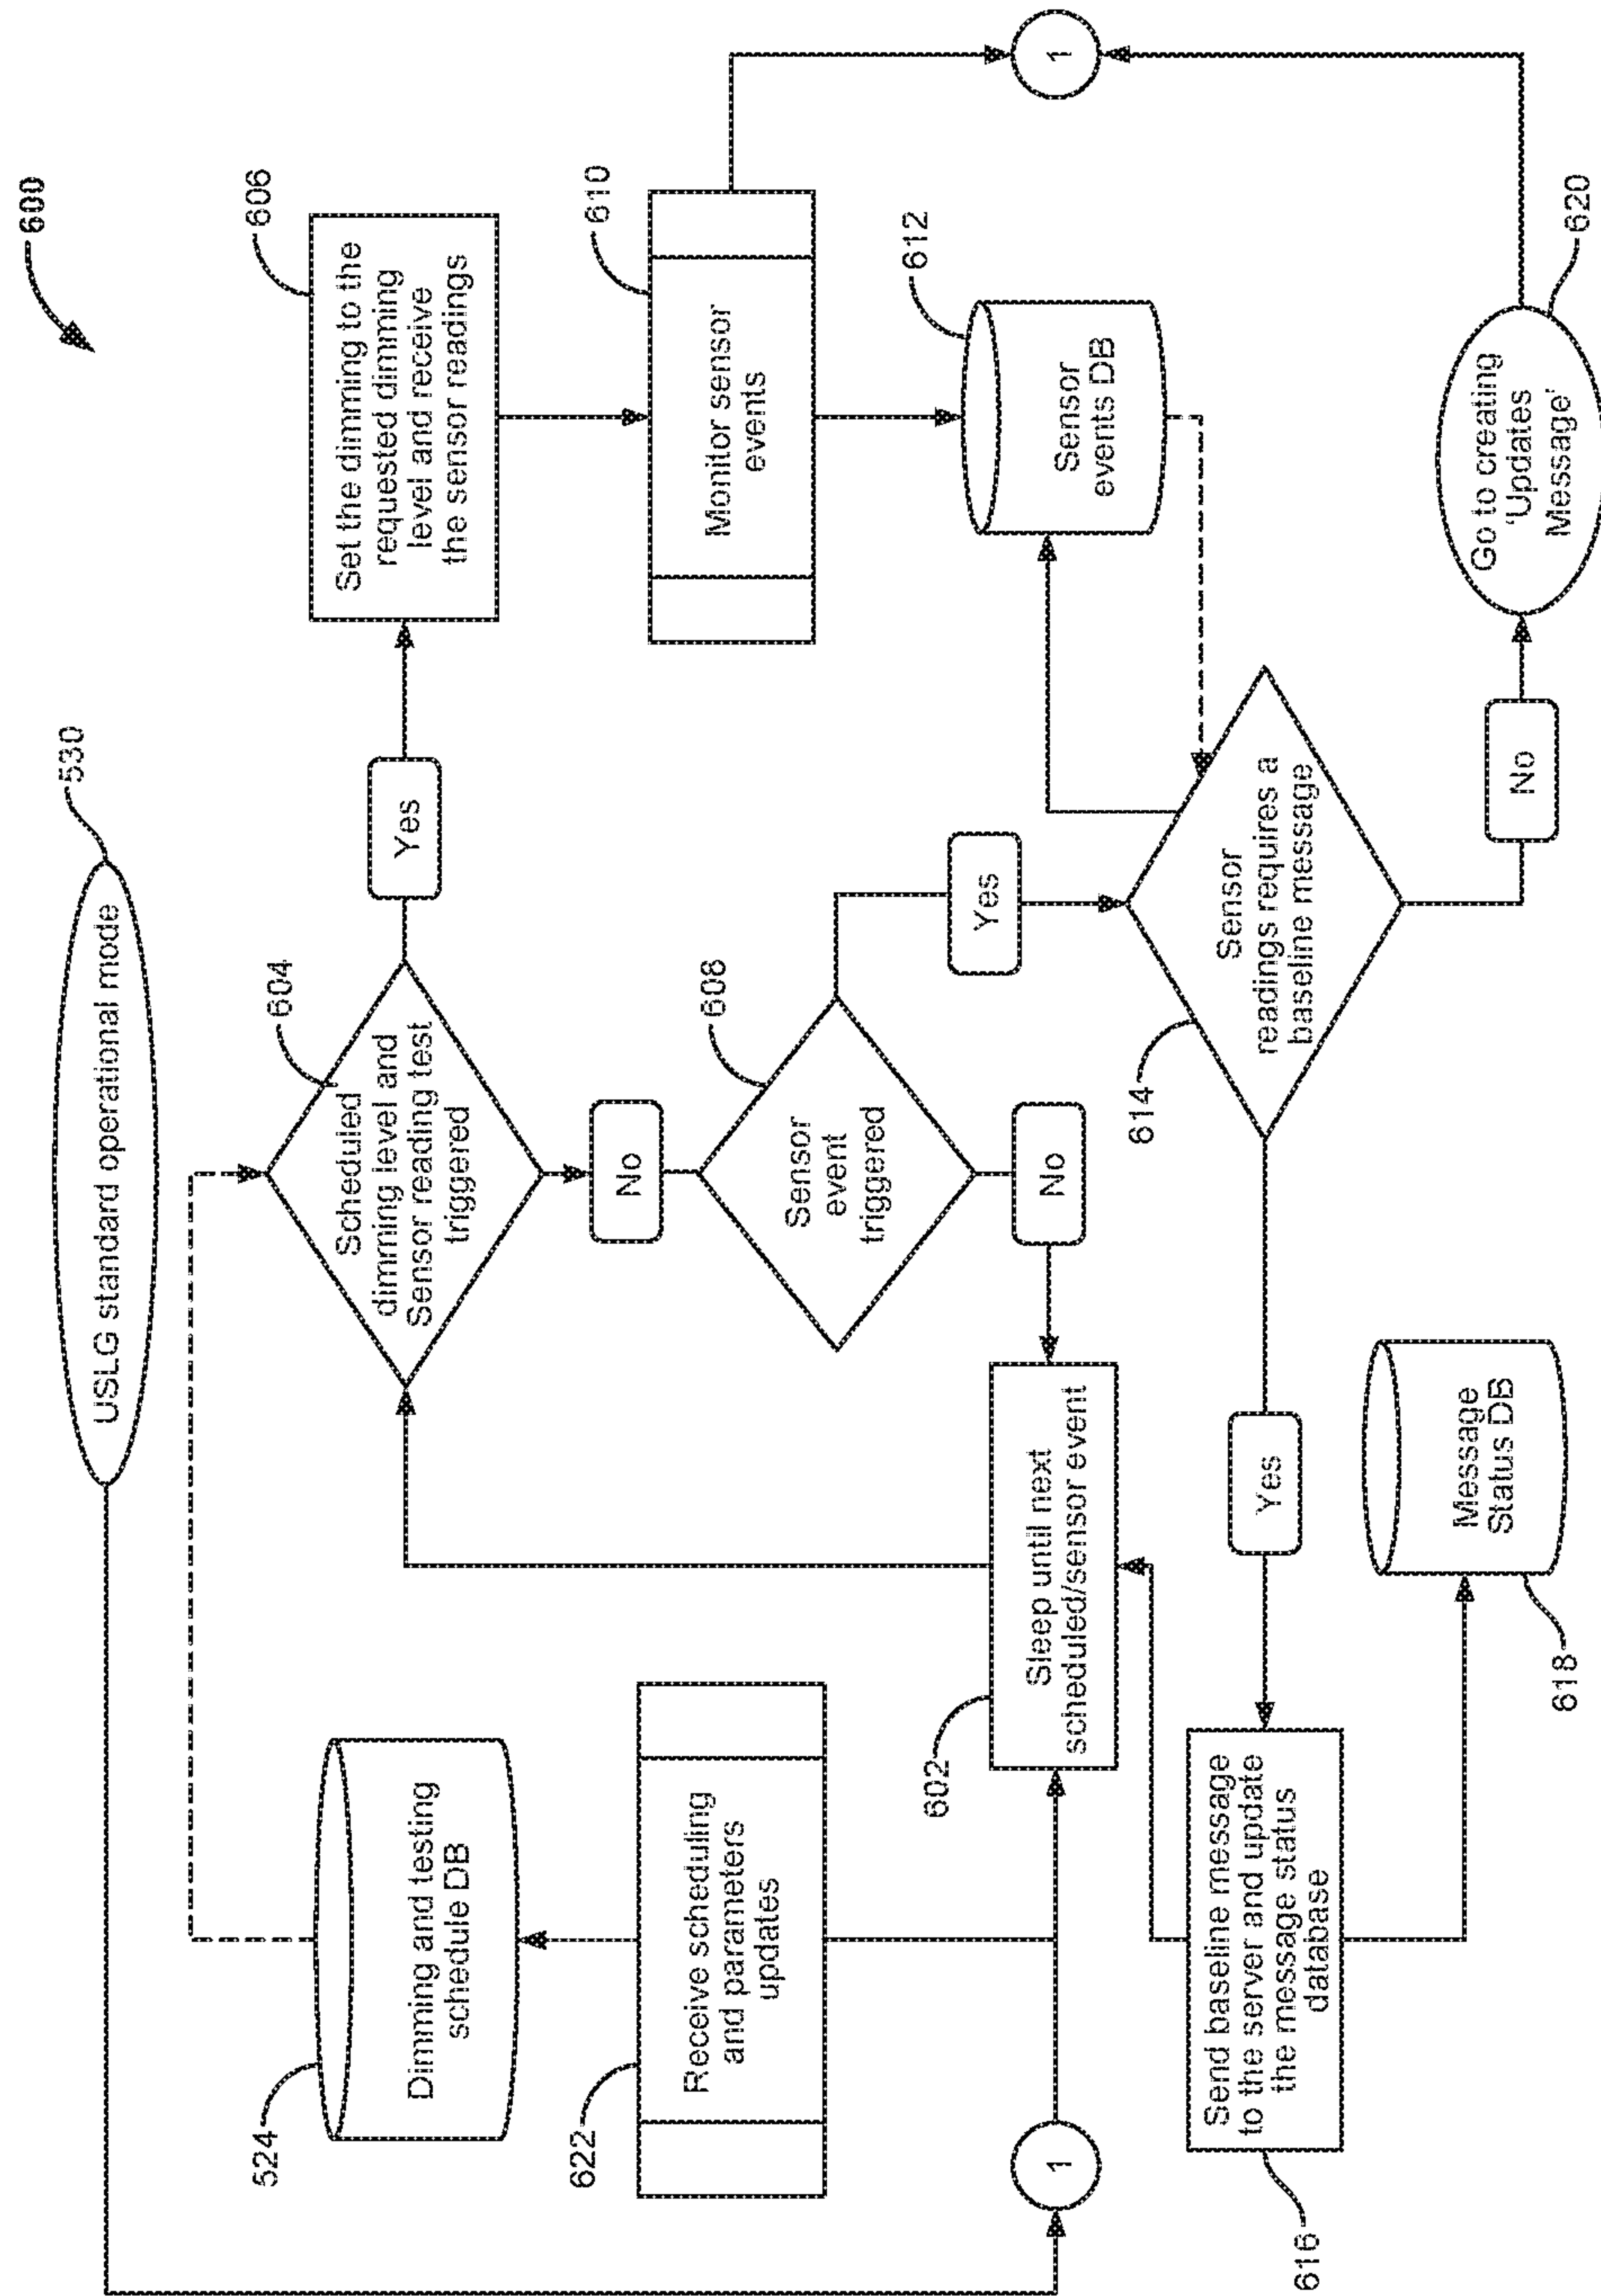 600
USLG standard operational mode
530
524
Dimming and testing
schedule DB
604
Scheduled
dimming level and
Sensor reading test
triggered
Yes
606
Set the dimming to the
requested dimming
level and receive
the sensor readings
622
Receive scheduling
and parameters
updates
No
608
Sensor
event
triggered
610
Monitor sensor
events
602
Sleep until next
scheduled/sensor event
No
Yes
612
Sensor
events DB
1
1
616
Send baseline message
to the server and update
the message status
database
Yes
614
Sensor
readings requires a
baseline message
618
Message
Status DB
No
Go to creating
‘Updates
Message’
620